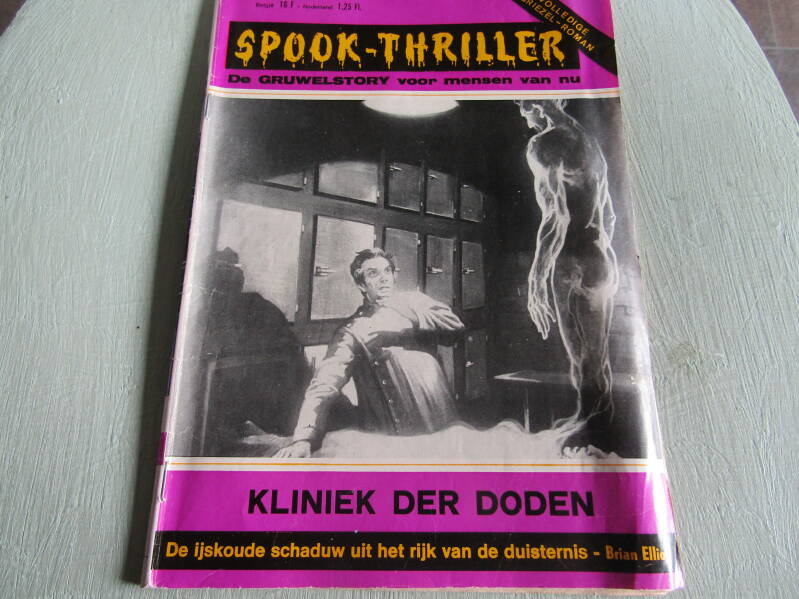 België 16 F - Nederland 1,25 Fl.
VOLLEDIGE
GRIEZEL-ROMAN
SPOOK-THRILLER
De GRUWELSTORY voor mensen van nu
KLINIEK DER DODEN
De ijskoude schaduw uit het rijk van de duisternis - Brian Ellio